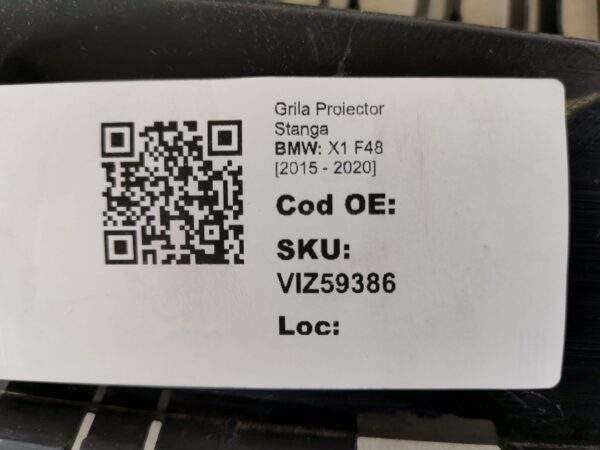 Grila Proiector
Stanga
BMW: X1 F48
[2015 - 2020]
Cod OE:
SKU:
VIZ59386
Loc: